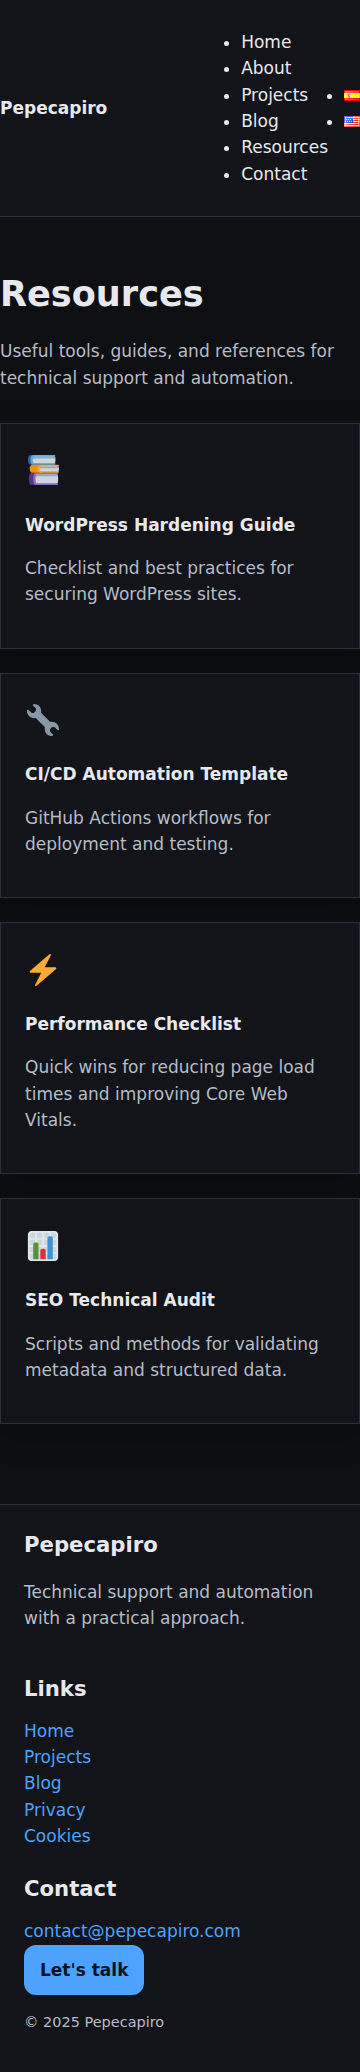 Pepecapiro
Home
About
Projects
Blog
Resources
Contact
Resources
Useful tools, guides, and references for
technical support and automation.
WordPress Hardening Guide
Checklist and best practices for
securing WordPress sites.
CI/CD Automation Template
GitHub Actions workflows for
deployment and testing.
Performance Checklist
Quick wins for reducing page load
times and improving Core Web
Vitals.
SEO Technical Audit
Scripts and methods for validating
metadata and structured data.
Pepecapiro
Technical support and automation
with a practical approach.
Links
Home
Projects
Blog
Privacy
Cookies
Contact
contact@pepecapiro.com
Let's talk
© 2025 Pepecapiro